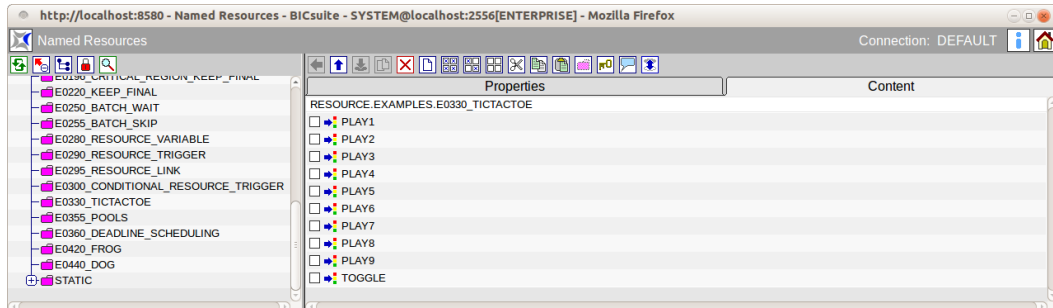 http://localhost:8580 - Named Resources - BICsuite - SYSTEM@localhost:2556[ENTERPRISE] - Mozilla Firefox
Named Resources
Connection: DEFAULT
E0190_CRITICAL_REGION_KEEP_FINAL
E0220_KEEP_FINAL
E0250_BATCH_WAIT
E0255_BATCH_SKIP
E0280_RESOURCE_VARIABLE
E0290_RESOURCE_TRIGGER
E0295_RESOURCE_LINK
E0300_CONDITIONAL_RESOURCE_TRIGGER
E0330_TICTACTOE
E0355_POOLS
E0360_DEADLINE_SCHEDULING
E0420_FROG
E0440_DOG
STATIC
Properties
Content
RESOURCE.EXAMPLES.E0330_TICTACTOE
PLAY1
PLAY2
PLAY3
PLAY4
PLAY5
PLAY6
PLAY7
PLAY8
PLAY9
TOGGLE